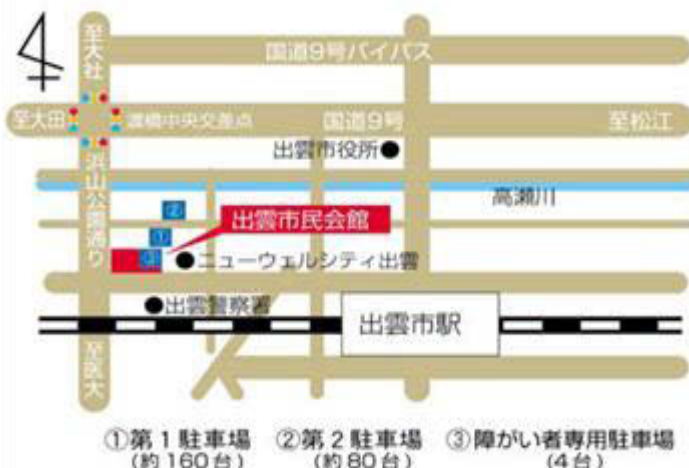 至大社
国道9号バイパス
至大田
渡橋中央交差点
国道9号
至松江
出雲市役所
浜山公園通り
高瀬川
②
出雲市民会館
①
③
ニューウェルシティ出雲
出雲警察署
出雲市駅
至医大
①第1駐車場
(約160台)
②第2駐車場
(約80台)
③障がい者専用駐車場
(4台)